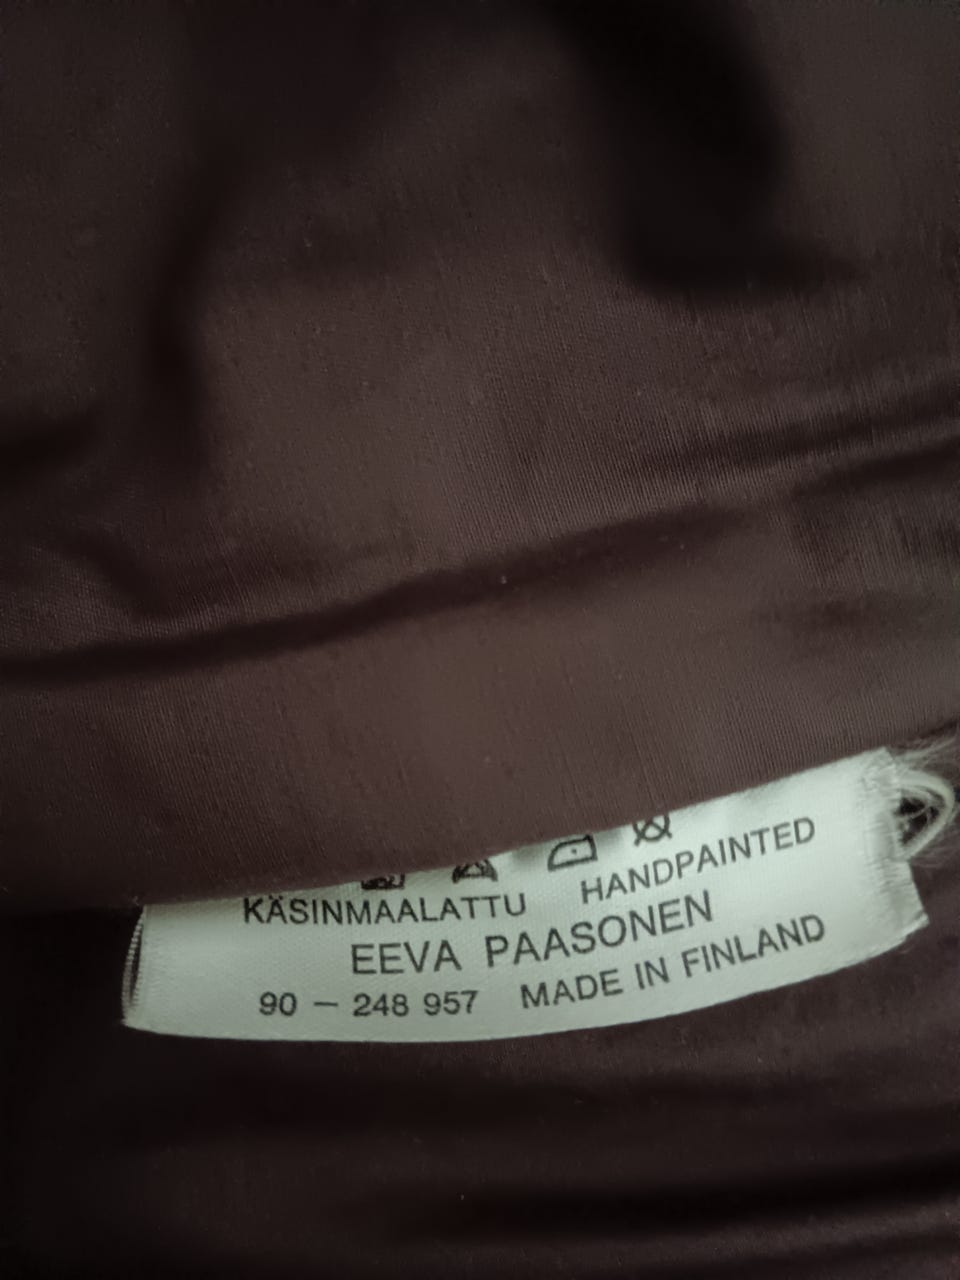 KÄSINMAALATTU HANDPAINTED
EEVA PAASONEN
90 – 248 957 MADE IN FINLAND